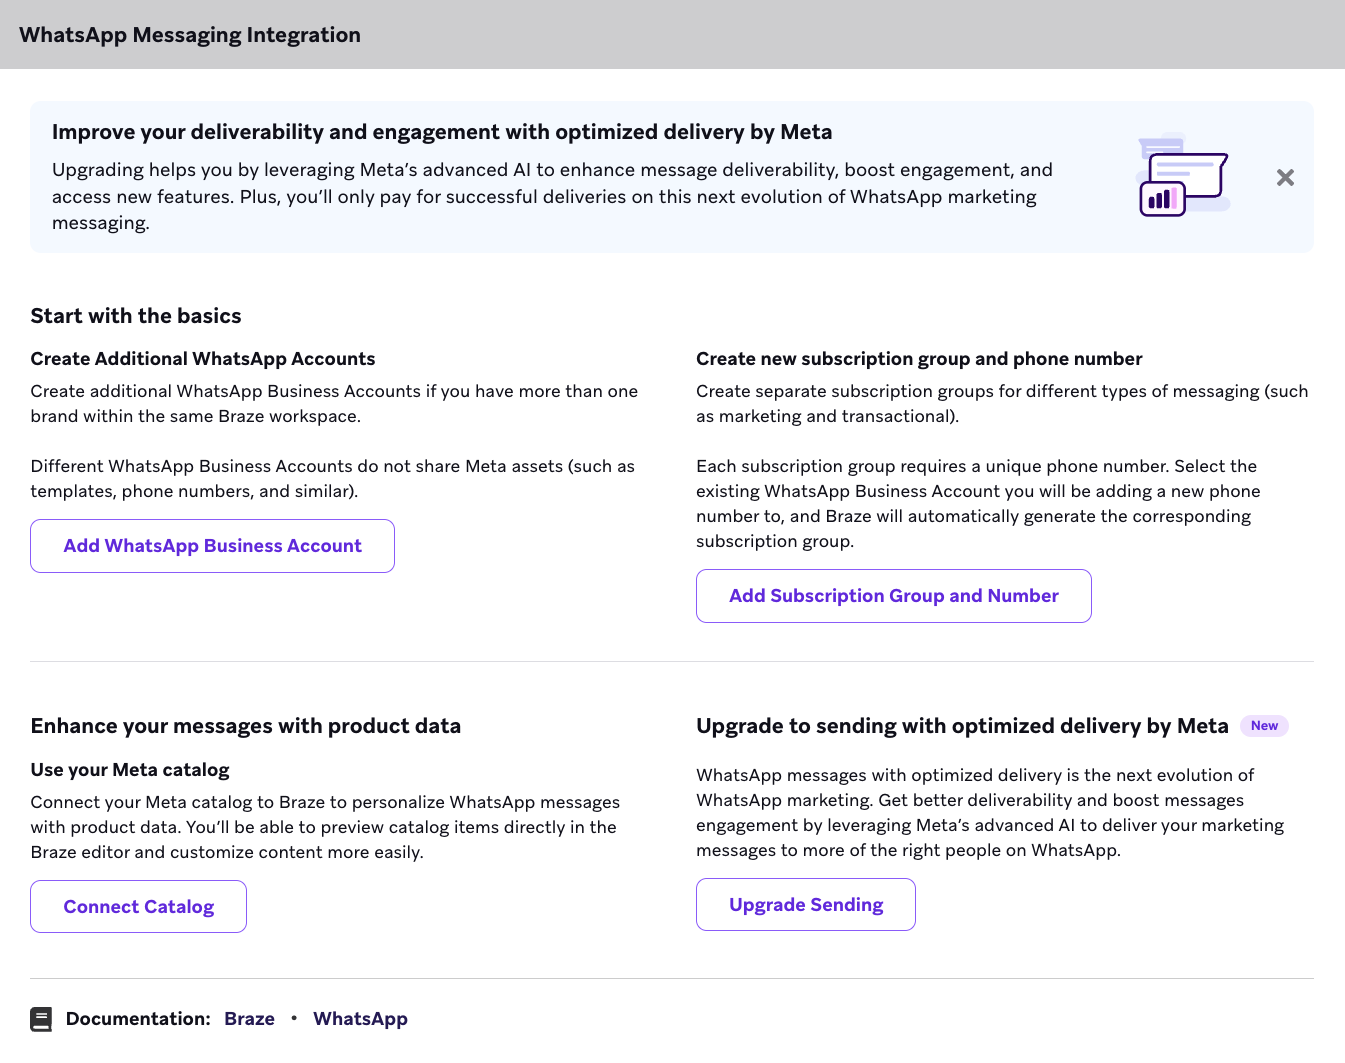 WhatsApp Messaging Integration
Improve your deliverability and engagement with optimized delivery by Meta
Upgrading helps you by leveraging Meta’s advanced AI to enhance message deliverability, boost engagement, and
access new features. Plus, you’ll only pay for successful deliveries on this next evolution of WhatsApp marketing
messaging.
Start with the basics
Create Additional WhatsApp Accounts
Create additional WhatsApp Business Accounts if you have more than one
brand within the same Braze workspace.
Different WhatsApp Business Accounts do not share Meta assets (such as
templates, phone numbers, and similar).
Add WhatsApp Business Account
Create new subscription group and phone number
Create separate subscription groups for different types of messaging (such
as marketing and transactional).
Each subscription group requires a unique phone number. Select the
existing WhatsApp Business Account you will be adding a new phone
number to, and Braze will automatically generate the corresponding
subscription group.
Add Subscription Group and Number
Enhance your messages with product data
Use your Meta catalog
Connect your Meta catalog to Braze to personalize WhatsApp messages
with product data. You’ll be able to preview catalog items directly in the
Braze editor and customize content more easily.
Connect Catalog
Upgrade to sending with optimized delivery by Meta New
WhatsApp messages with optimized delivery is the next evolution of
WhatsApp marketing. Get better deliverability and boost messages
engagement by leveraging Meta’s advanced AI to deliver your marketing
messages to more of the right people on WhatsApp.
Upgrade Sending
Documentation: Braze • WhatsApp